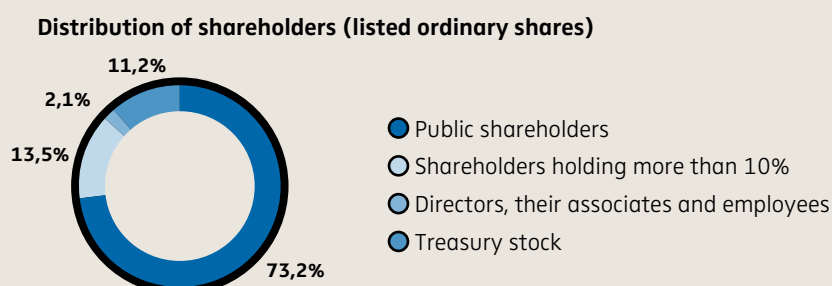 Distribution of shareholders (listed ordinary shares)
11,2%
2,1%
13,5%
73,2%
Public shareholders
Shareholders holding more than 10%
Directors, their associates and employees
Treasury stock